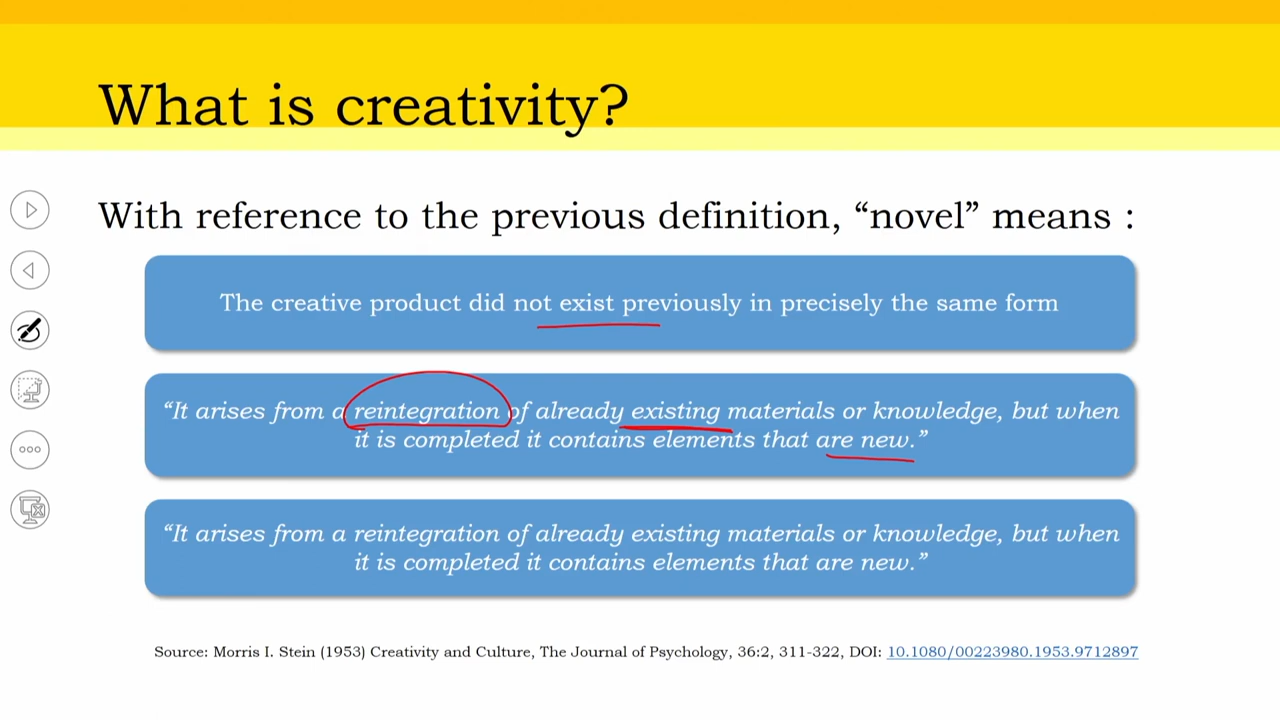 What is creativity?
With reference to the previous definition, “novel” means :
The creative product did not exist previously in precisely the same form
“It arises from a reintegration of already existing materials or knowledge, but when
it is completed it contains elements that are new.”
“It arises from a reintegration of already existing materials or knowledge, but when
it is completed it contains elements that are new.”
Source: Morris I. Stein (1953) Creativity and Culture, The Journal of Psychology, 36:2, 311-322, DOI: 10.1080/00223980.1953.9712897